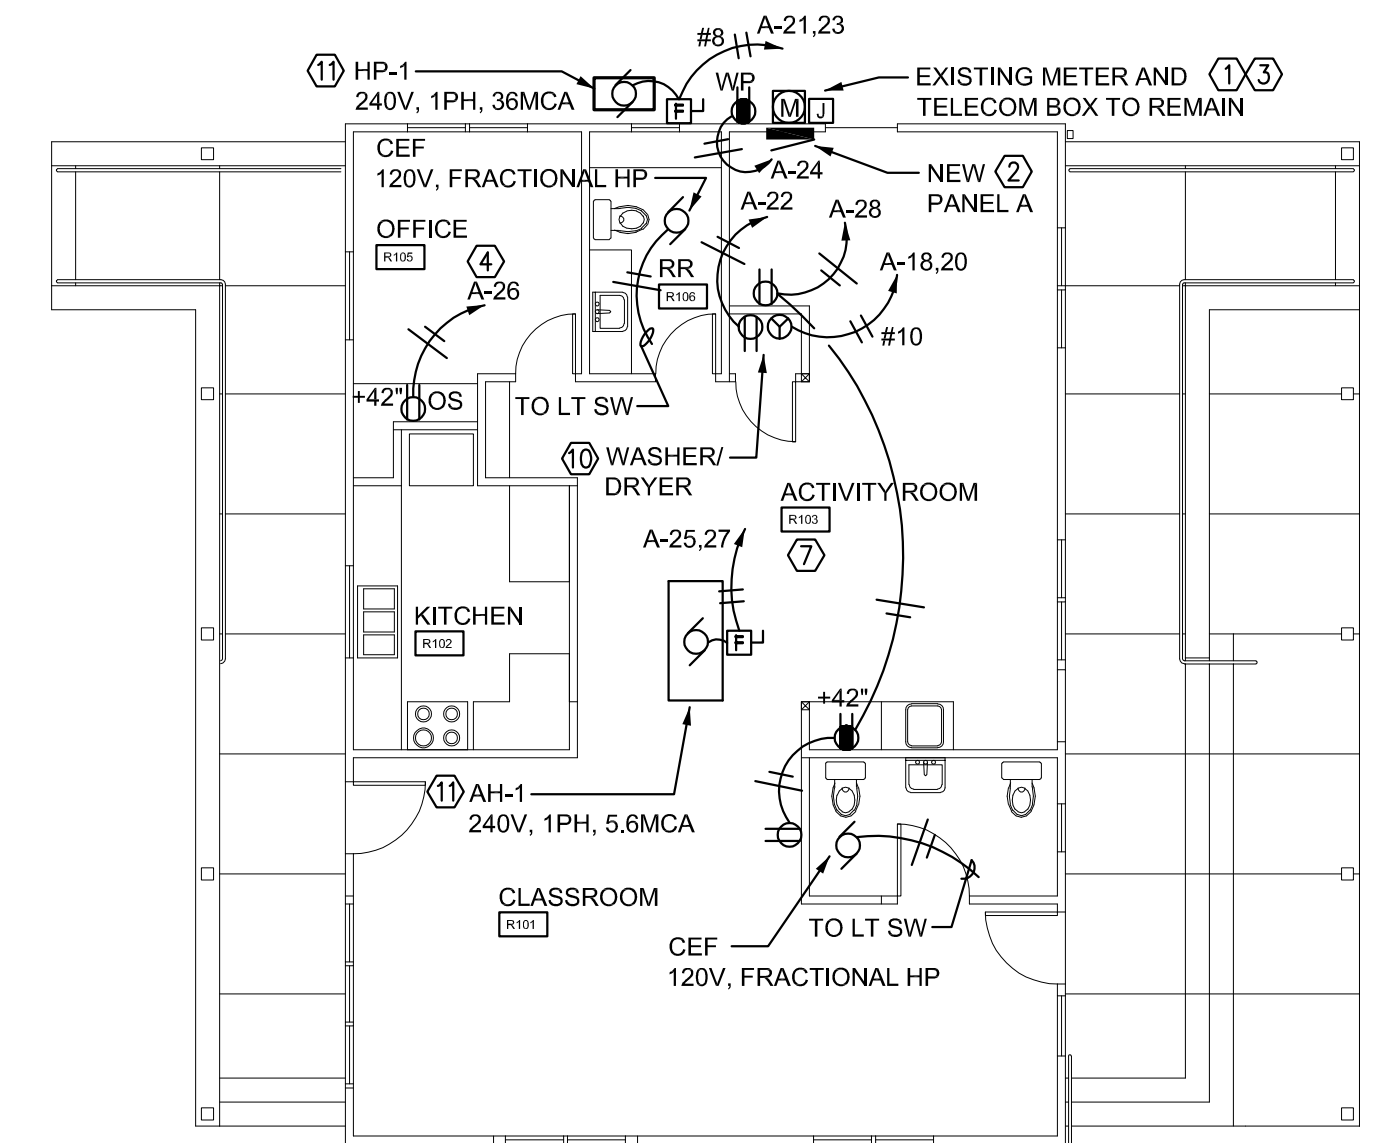 A-21,23
#8
11 HP-1
240V, 1PH, 36MCA
WP
M
J
F
EXISTING METER AND 1 3
TELECOM BOX TO REMAIN
CEF
120V, FRACTIONAL HP
A-24
NEW 2
PANEL A
A-22
A-28
OFFICE
R105
4
A-26
RR
R106
A-18,20
#10
+42" OS
TO LT SW
10 WASHER/
DRYER
ACTIVITY ROOM
R103
7
A-25,27
KITCHEN
R102
F
+42"
11 AH-1
240V, 1PH, 5.6MCA
CLASSROOM
R101
TO LT SW
CEF
120V, FRACTIONAL HP